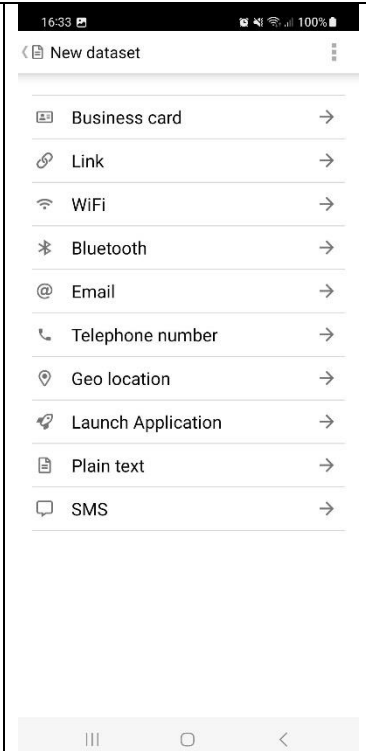 16:33 100%
New dataset
Business card
Link
WiFi
Bluetooth
@ Email
Telephone number
Geo location
Launch Application
Plain text
SMS